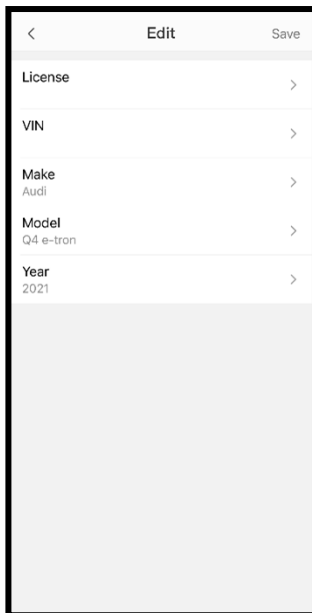 Edit
Save
License
VIN
Make
Audi
Model
Q4 e-tron
Year
2021